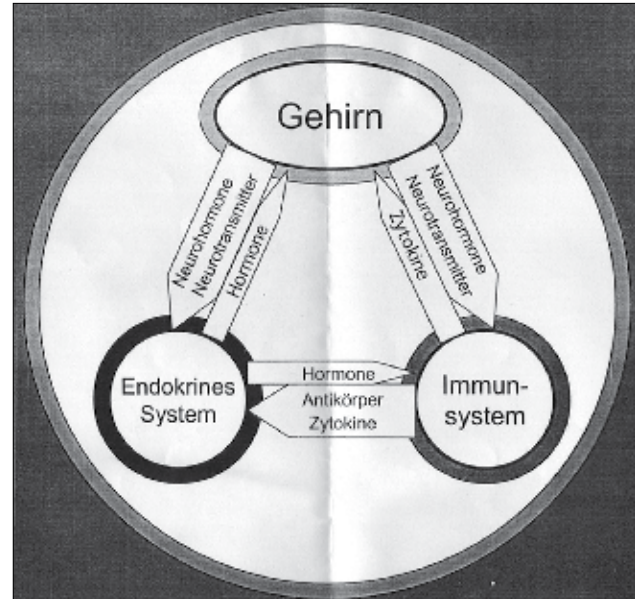 Gehirn
Neurohormone
Neurotransmitter
Hormone
Zytokine
Neurohormone
Neurotransmitter
Endokrines
System
Hormone
Antikörper
Zytokine
Immun-
system